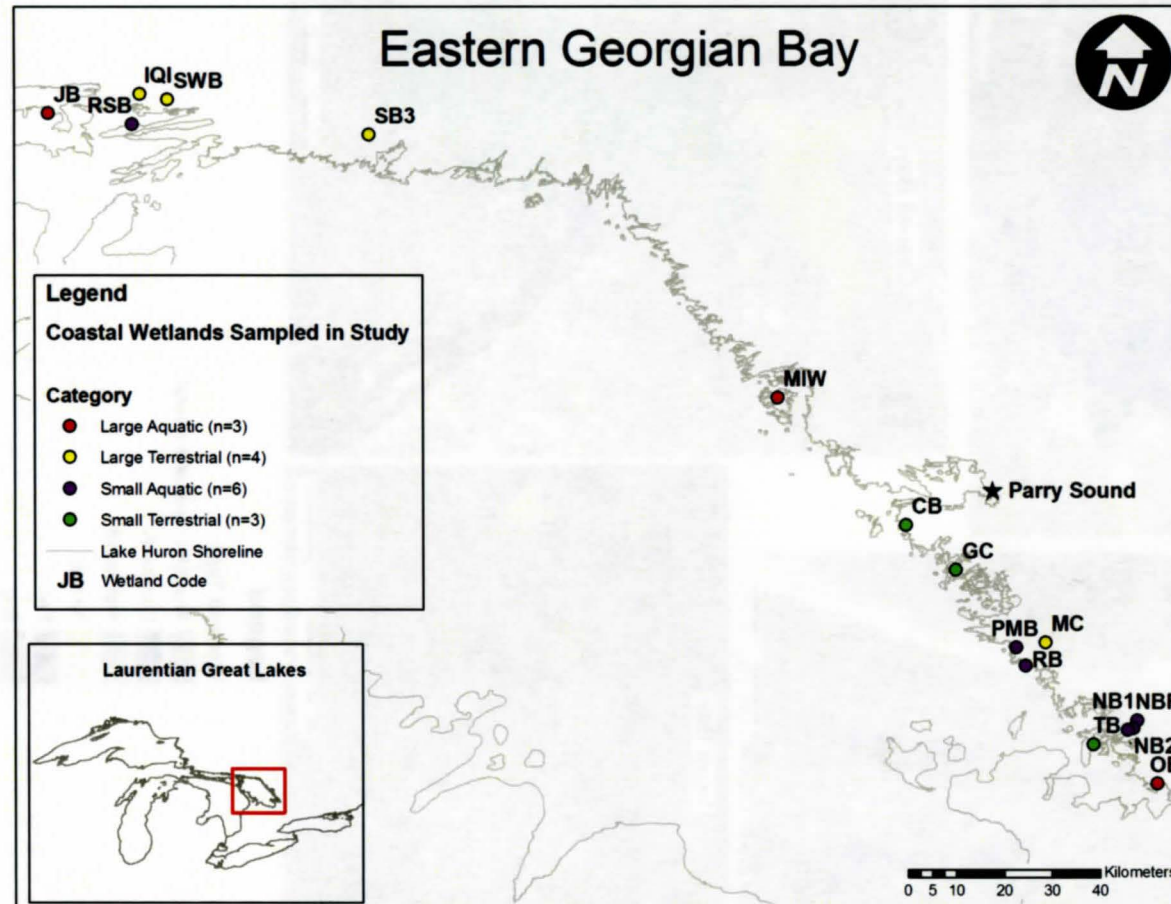 Eastern Georgian Bay
N
IQI
SWB
JB
RSB
SB3
Legend
Coastal Wetlands Sampled in Study
Category
Large Aquatic (n=3)
Large Terrestrial (n=4)
Small Aquatic (n=6)
Small Terrestrial (n=3)
Lake Huron Shoreline
JB Wetland Code
MIW
Parry Sound
CB
GC
PMB
MC
RB
NB1
TB
NB2
Laurentian Great Lakes
Kilometers
0 5 10 20 30 40